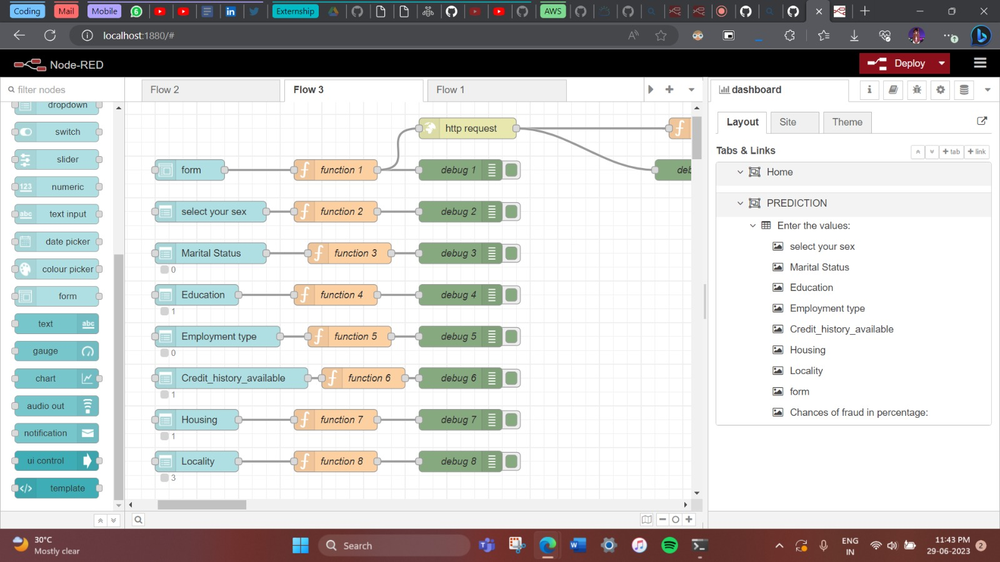 Coding Mail Mobile 6 Externship AWS
localhost:1880/#
Node-RED
Deploy
filter nodes
Flow 2
Flow 3
Flow 1
dashboard
dropdown
switch
slider
numeric
text input
date picker
colour picker
form
text
gauge
chart
audio out
notification
ui control
template
123
abc
abc
http request
form
function 1
debug 1
deb
select your sex
function 2
debug 2
Marital Status
function 3
debug 3
0
Education
function 4
debug 4
1
Employment type
function 5
debug 5
0
Credit_history_available
function 6
debug 6
1
Housing
function 7
debug 7
1
Locality
function 8
debug 8
3
Layout
Site
Theme
Tabs & Links
+ tab
+ link
Home
PREDICTION
Enter the values:
select your sex
Marital Status
Education
Employment type
Credit_history_available
Housing
Locality
form
Chances of fraud in percentage:
30°C
Mostly clear
Search
ENG
IN
11:43 PM
29-06-2023
2